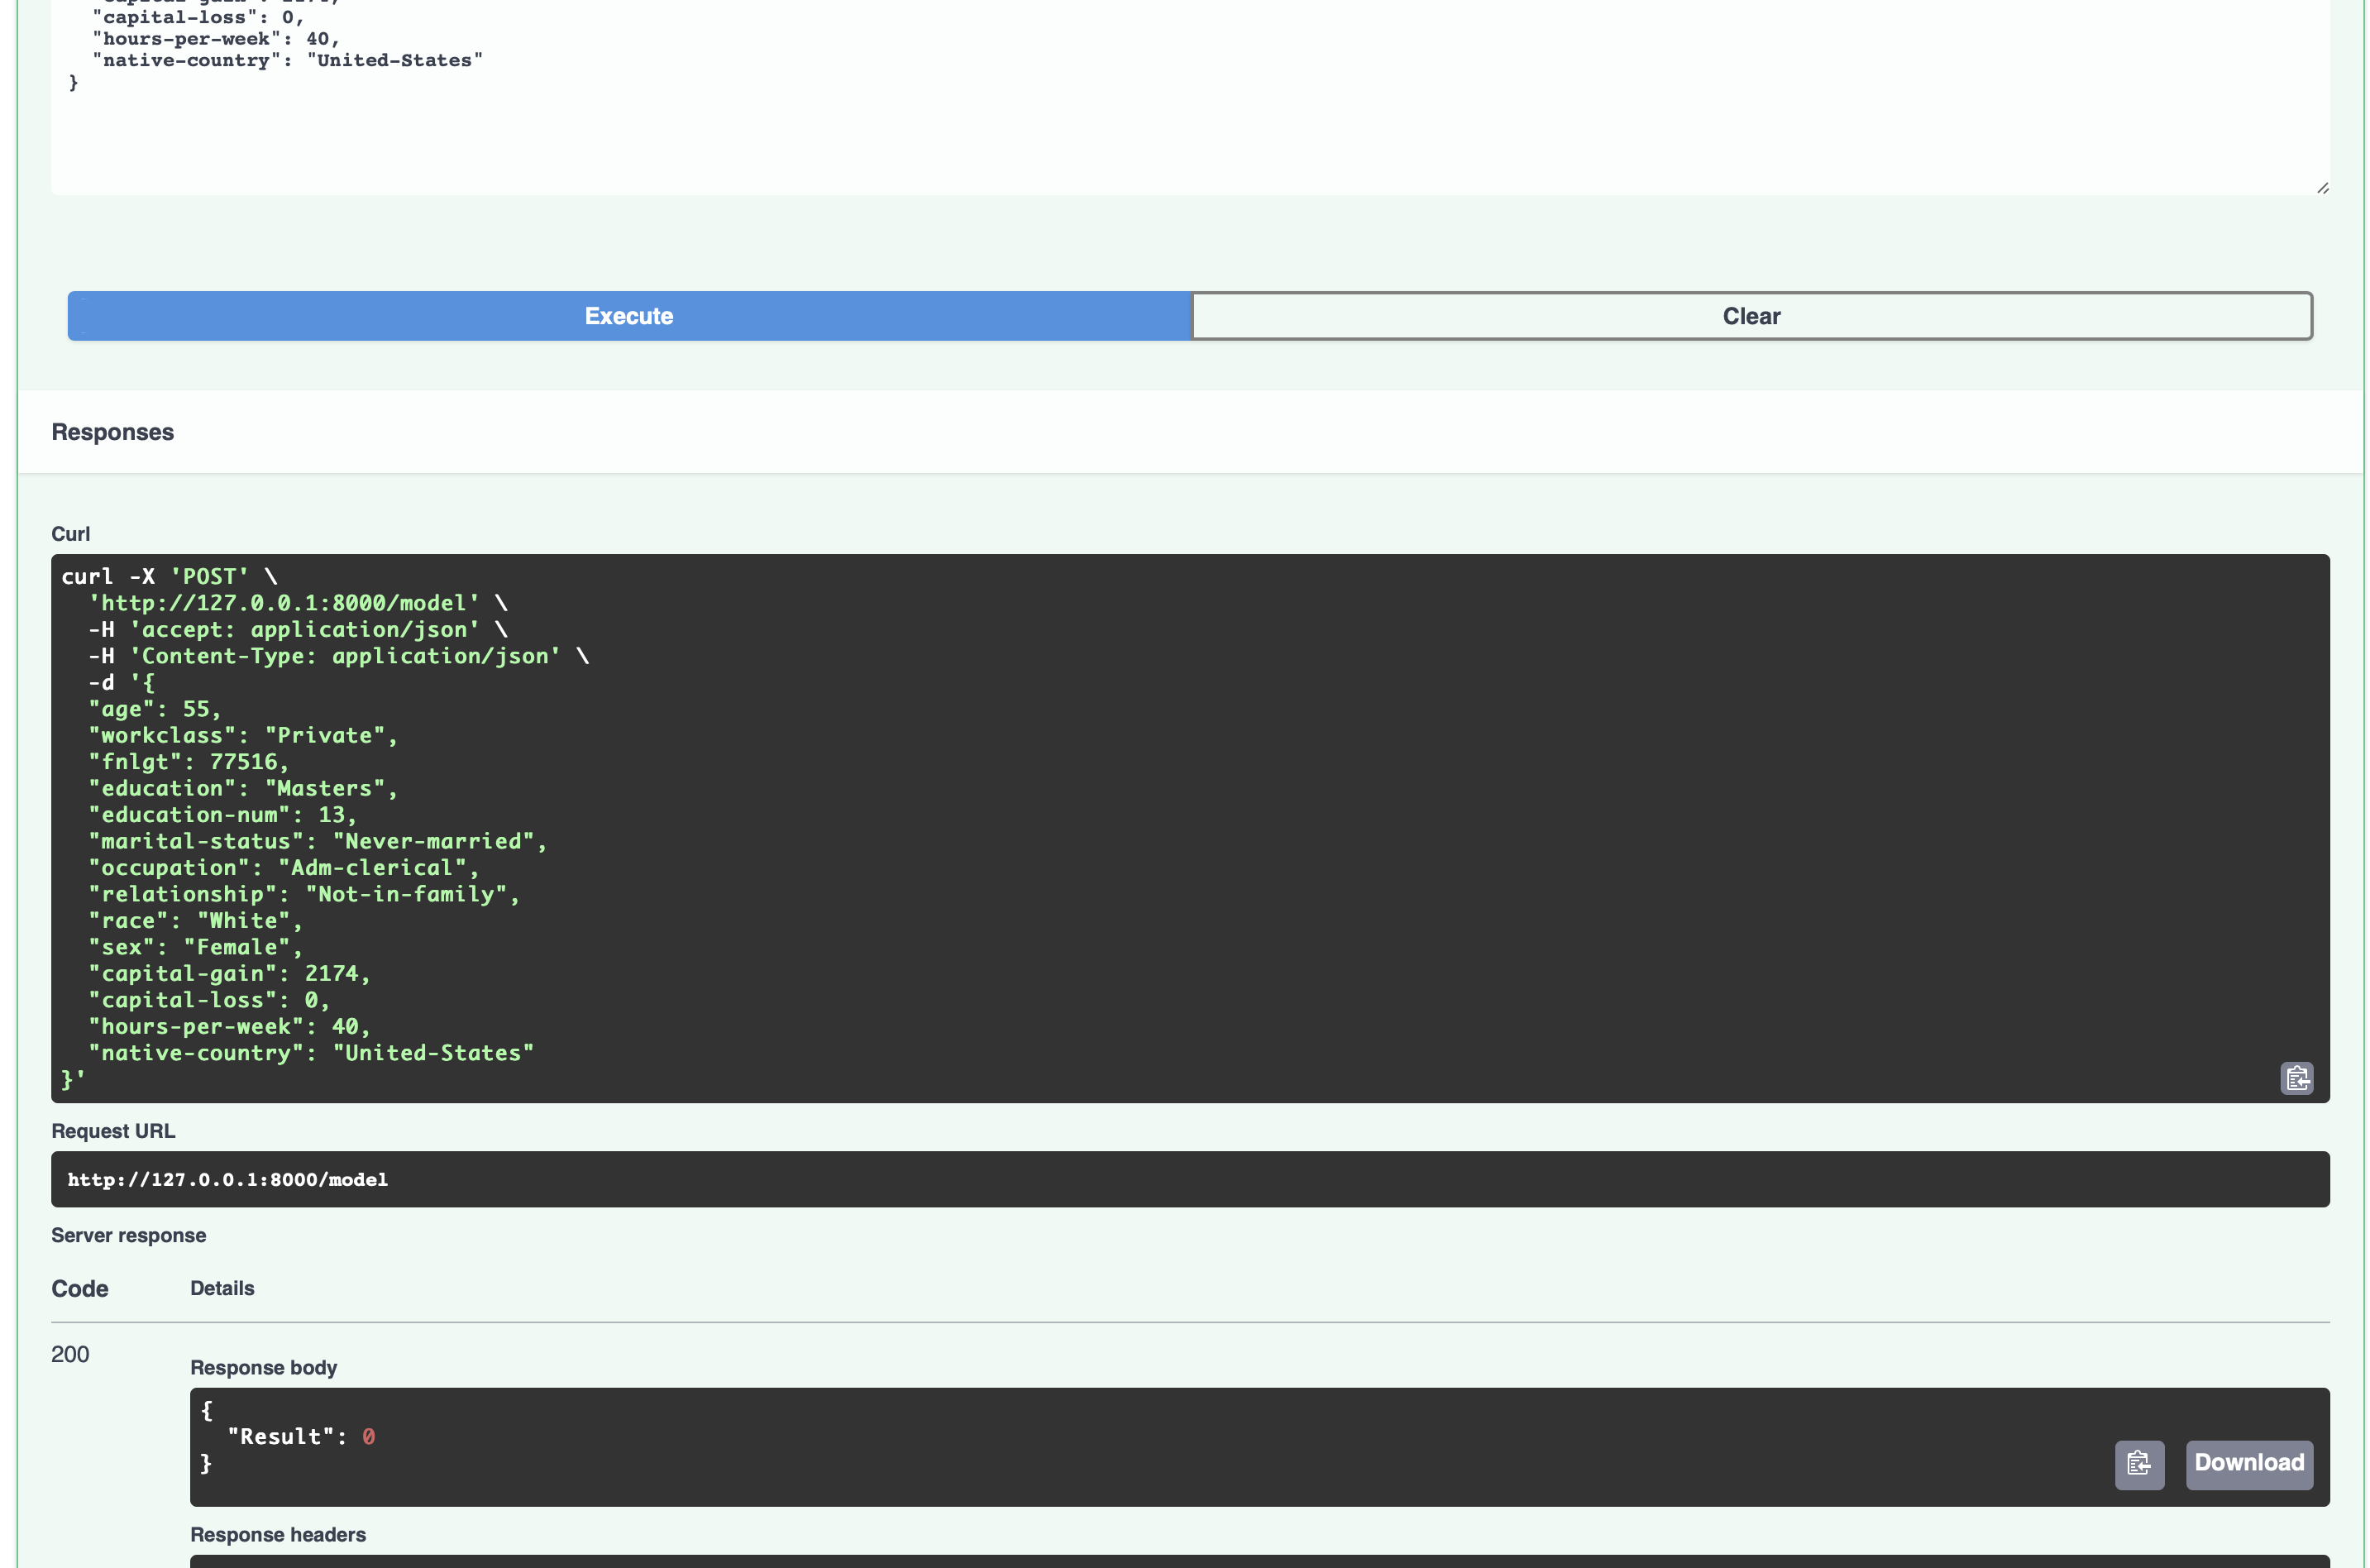 "capital-loss": 0,
"hours-per-week": 40,
"native-country": "United-States"
}
Execute
Clear
Responses
Curl
curl -X 'POST' \
'http://127.0.0.1:8000/model' \
-H 'accept: application/json' \
-H 'Content-Type: application/json' \
-d '{
"age": 55,
"workclass": "Private",
"fnlgt": 77516,
"education": "Masters",
"education-num": 13,
"marital-status": "Never-married",
"occupation": "Adm-clerical",
"relationship": "Not-in-family",
"race": "White",
"sex": "Female",
"capital-gain": 2174,
"capital-loss": 0,
"hours-per-week": 40,
"native-country": "United-States"
}'
Request URL
http://127.0.0.1:8000/model
Server response
Code Details
200
Response body
{
"Result": 0
}
Download
Response headers